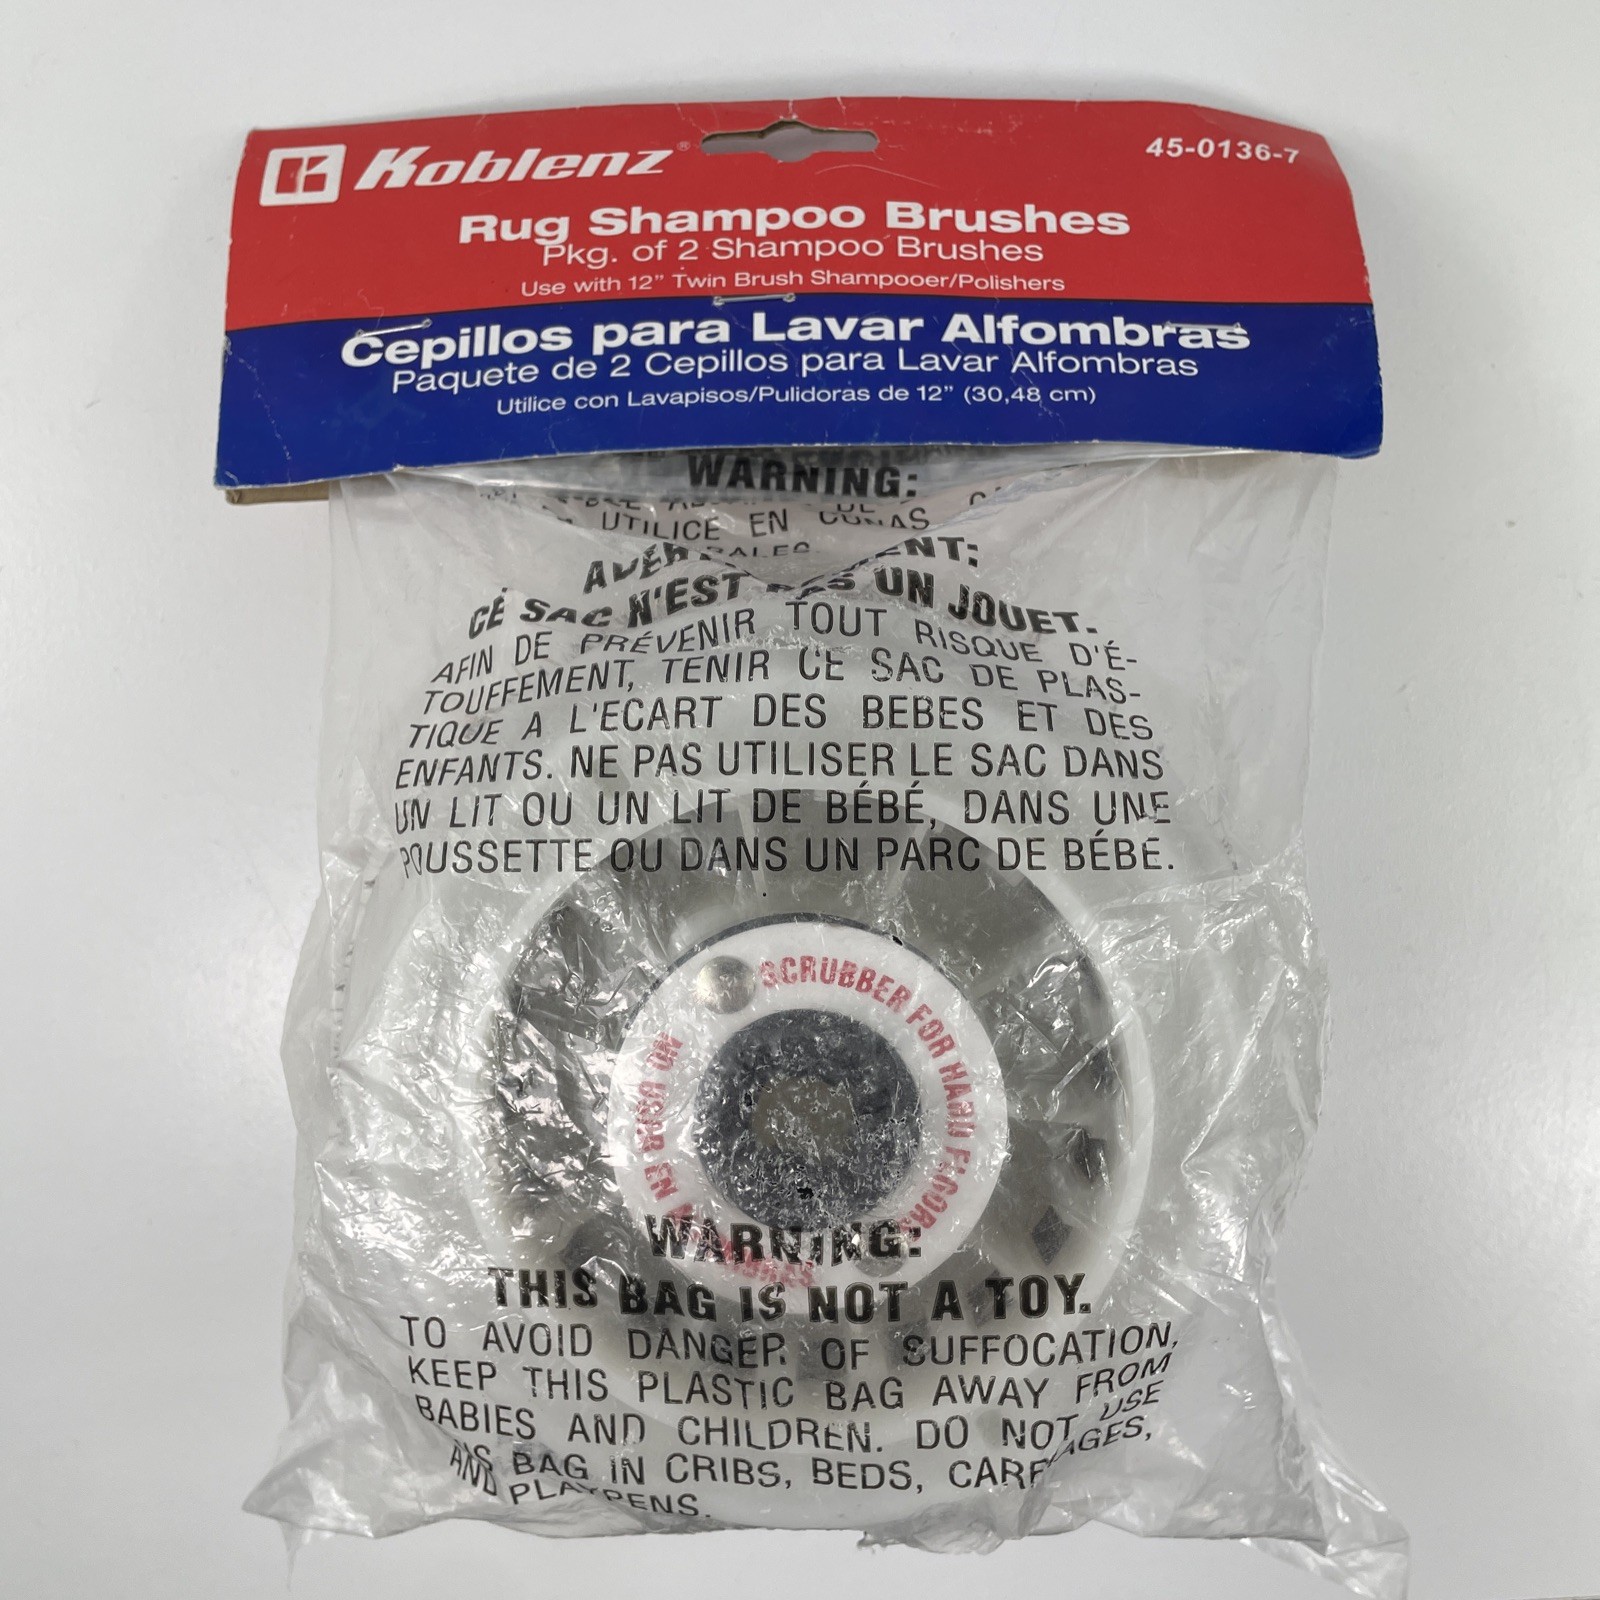 Koblenz®
45-0136-7
Rug Shampoo Brushes
Pkg. of 2 Shampoo Brushes
Use with 12" Twin Brush Shampooer/Polishers
Cepillos para Lavar Alfombras
Paquete de 2 Cepillos para Lavar Alfombras
Utilice con Lavapisos/Pulidoras de 12" (30,48 cm)
WARNING:
UTILICE EN CUNAS
CE SAC N'EST PAS UN JOUET.
AFIN DE PRÉVENIR TOUT RISQUE D'É-
TOUFFEMENT, TENIR CE SAC DE PLAS-
TIQUE A L'ECART DES BEBES ET DES
ENFANTS. NE PAS UTILISER LE SAC DANS
UN LIT OU UN LIT DE BÉBÉ, DANS UNE
POUSSETTE OU DANS UN PARC DE BÉBÉ.
SCRUBBER FOR HARD FLOORS
NO USAR EN
WARNING:
THIS BAG IS NOT A TOY.
TO AVOID DANGER OF SUFFOCATION,
KEEP THIS PLASTIC BAG AWAY FROM
BABIES AND CHILDREN. DO NOT USE
BAG IN CRIBS, BEDS,
AND PLAYPENS.